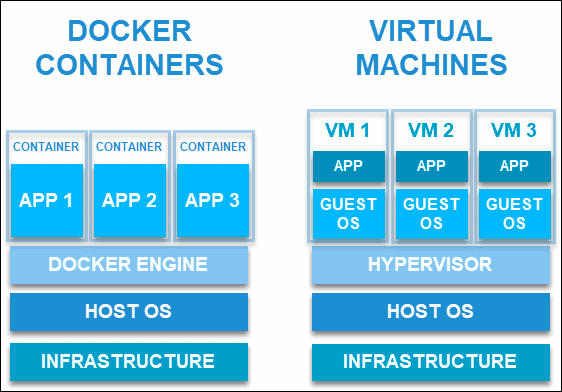 DOCKER
CONTAINERS
CONTAINER CONTAINER CONTAINER
APP 1 APP 2 APP 3
DOCKER ENGINE
HOST OS
INFRASTRUCTURE
VIRTUAL
MACHINES
VM 1 VM 2 VM 3
APP APP APP
GUEST GUEST GUEST
OS OS OS
HYPERVISOR
HOST OS
INFRASTRUCTURE